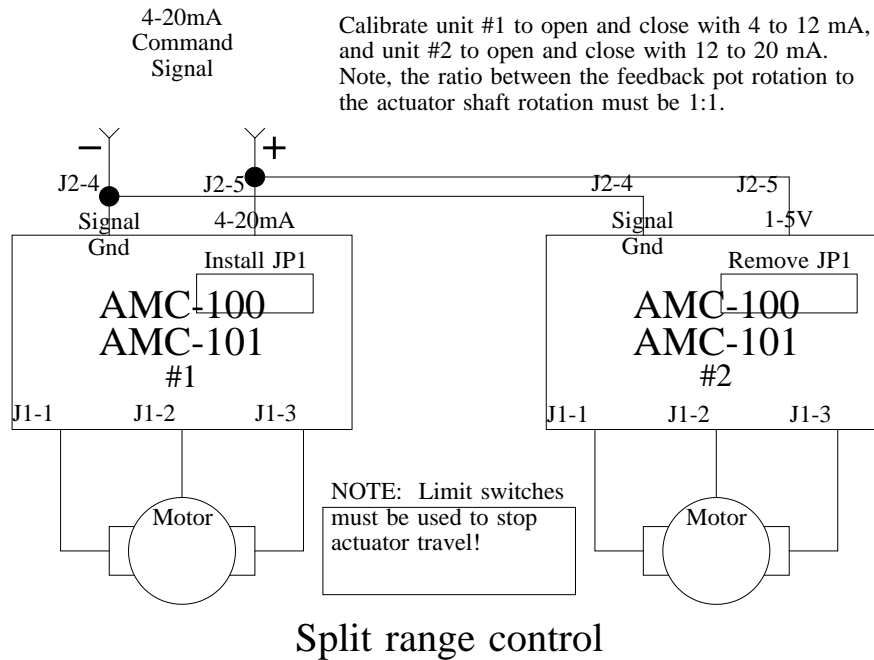 4-20mA
Command
Signal
Calibrate unit #1 to open and close with 4 to 12 mA,
and unit #2 to open and close with 12 to 20 mA.
Note, the ratio between the feedback pot rotation to
the actuator shaft rotation must be 1:1.
− +
J2-4 J2-5 J2-4 J2-5
Signal
Gnd
4-20mA
Signal
Gnd
1-5V
Install JP1
AMC-100
AMC-101
#1
Remove JP1
AMC-100
AMC-101
#2
J1-1 J1-2 J1-3
J1-1 J1-2 J1-3
Motor
NOTE: Limit switches
must be used to stop
actuator travel!
Motor
Split range control